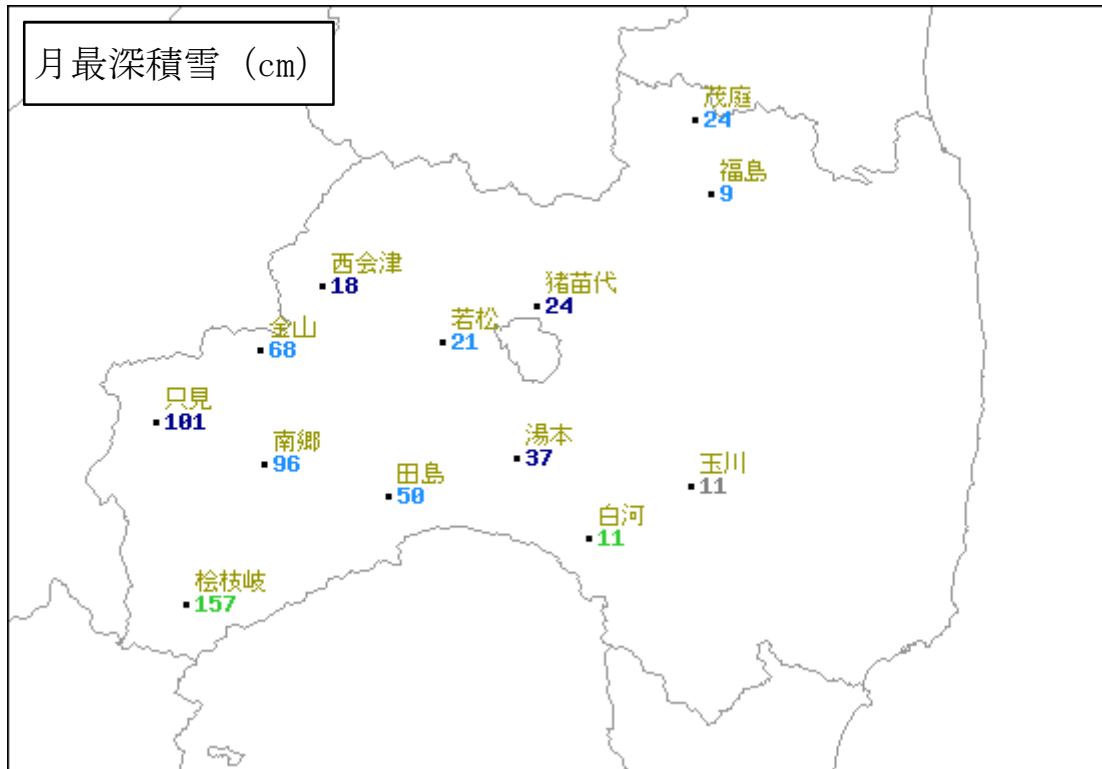 月最深積雪 (cm)
茂庭
24
福島
9
西会津
18
猪苗代
24
金山
68
若松
21
只見
101
南郷
96
湯本
37
田島
50
玉川
11
白河
11
桧枝岐
157